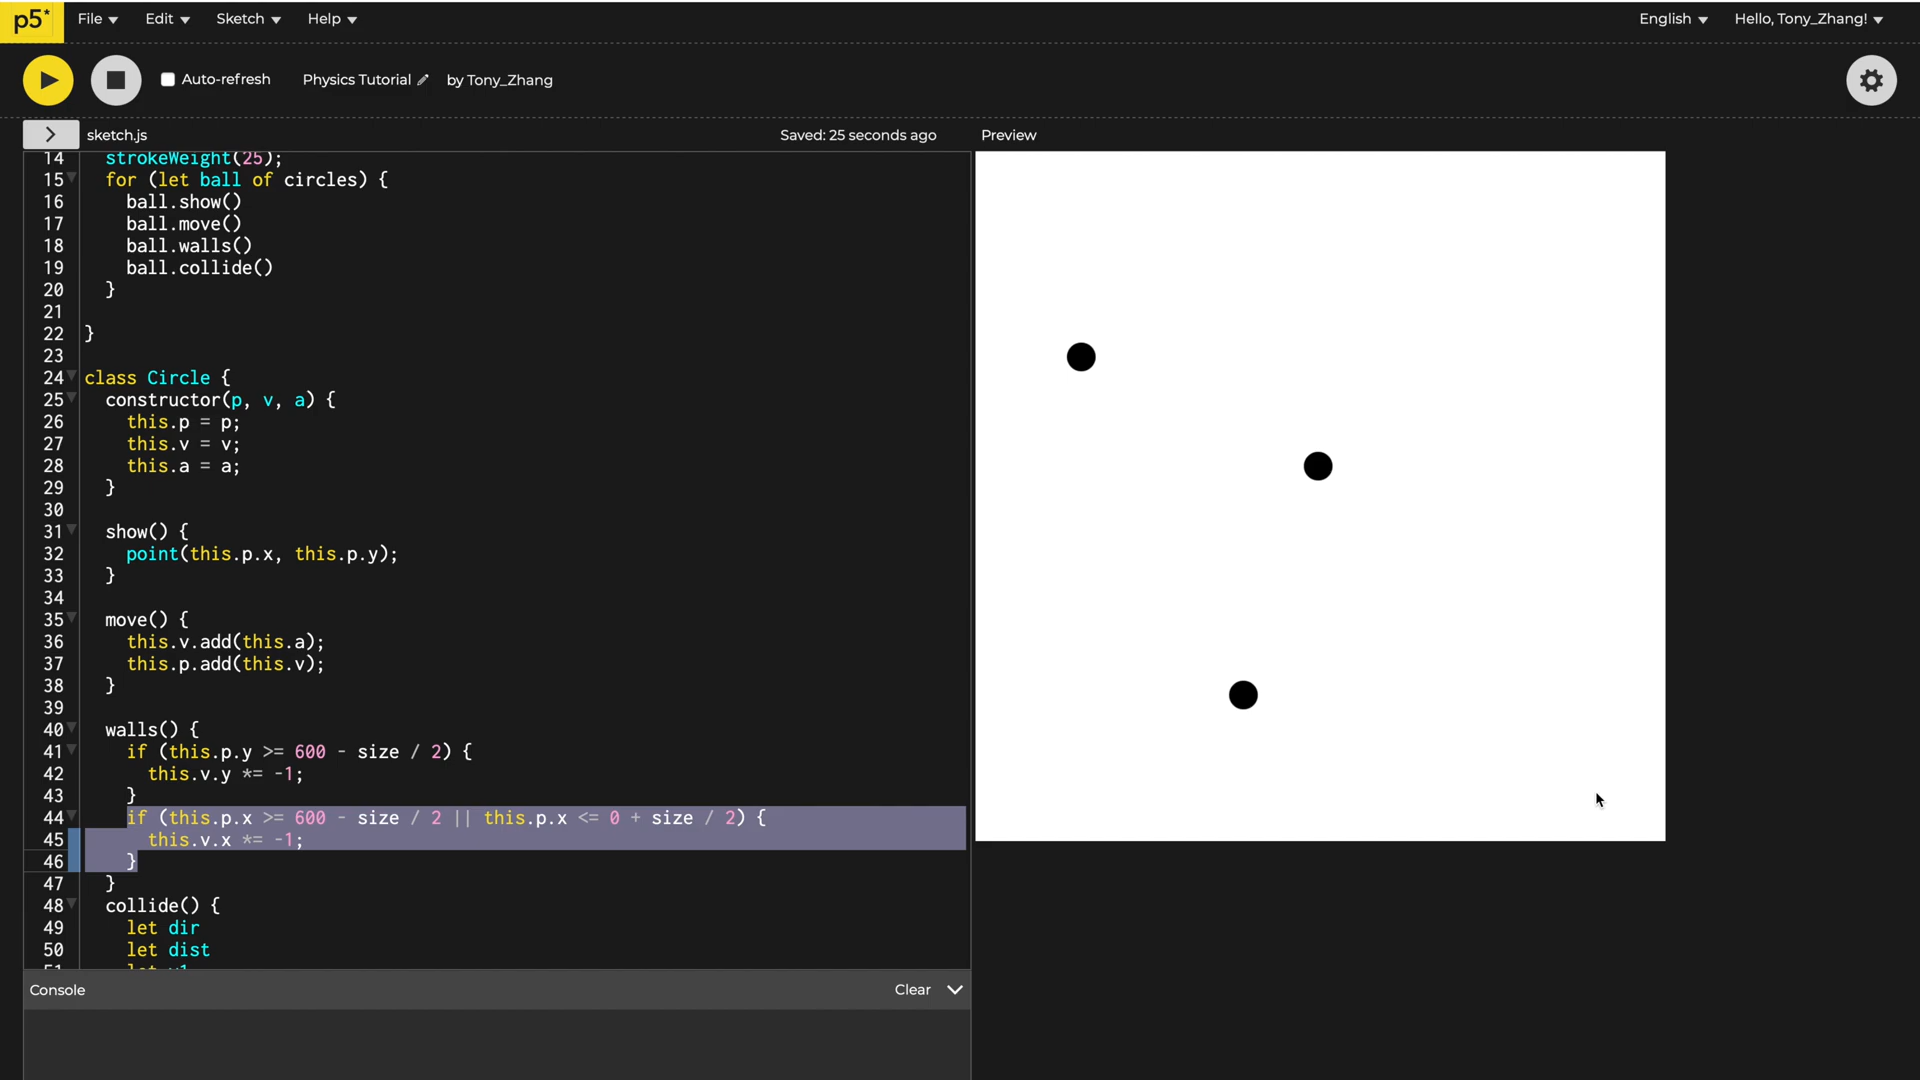 p5* File Edit Sketch Help English Hello, Tony_Zhang!
Auto-refresh Physics Tutorial by Tony_Zhang
> sketch.js Saved: 25 seconds ago Preview
14 strokeWeight(25);
15 for (let ball of circles) {
16 ball.show()
17 ball.move()
18 ball.walls()
19 ball.collide()
20 }
21
22 }
23
24 class Circle {
25 constructor(p, v, a) {
26 this.p = p;
27 this.v = v;
28 this.a = a;
29 }
30
31 show() {
32 point(this.p.x, this.p.y);
33 }
34
35 move() {
36 this.v.add(this.a);
37 this.p.add(this.v);
38 }
39
40 walls() {
41 if (this.p.y >= 600 - size / 2) {
42 this.v.y *= -1;
43 }
44 if (this.p.x >= 600 - size / 2 || this.p.x <= 0 + size / 2) {
45 this.v.x *= -1;
46 }
47 }
48 collide() {
49 let dir
50 let dist
51 let v1
Console Clear